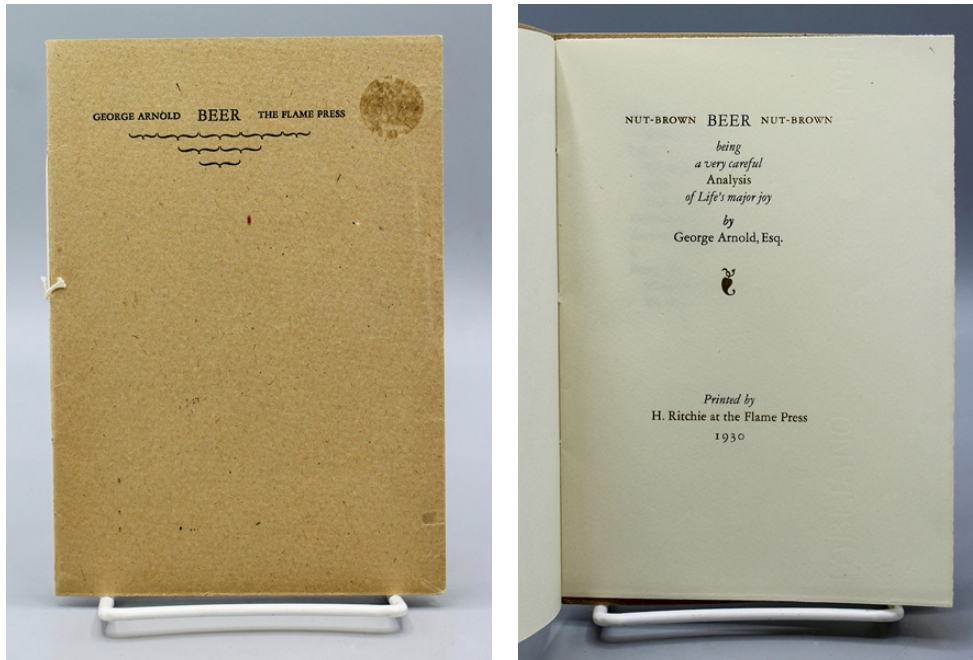 GEORGE ARNOLD BEER THE FLAME PRESS
NUT-BROWN BEER NUT-BROWN
being
a very careful
Analysis
of Life's major joy
by
George Arnold, Esq.
Printed by
H. Ritchie at the Flame Press
1930